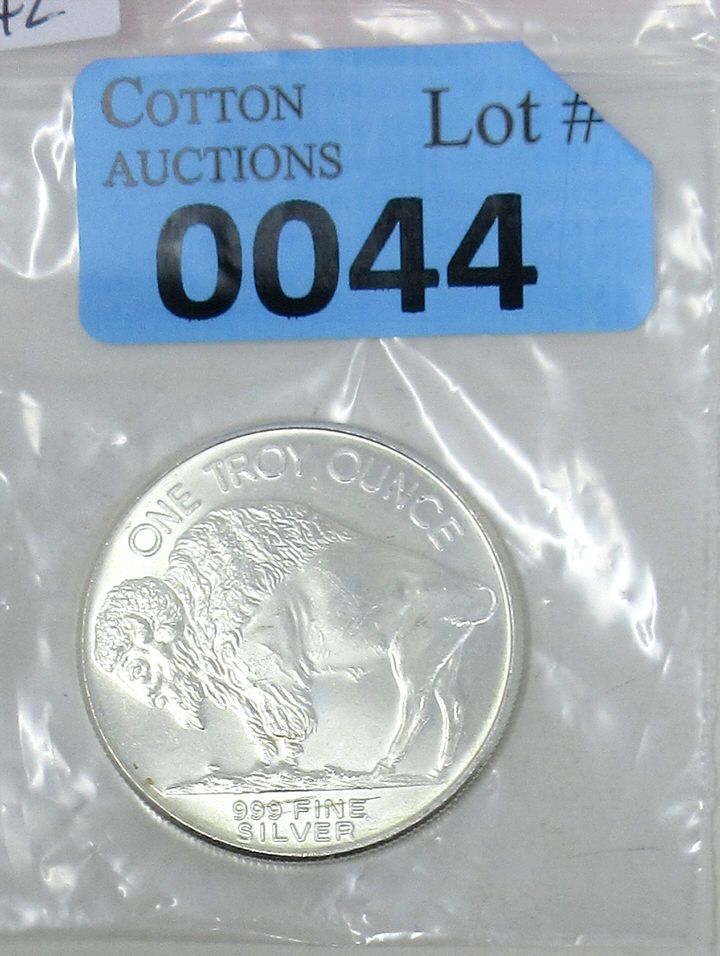 COTTON
AUCTIONS
Lot #
0044
ONE TROY OUNCE
999 FINE
SILVER